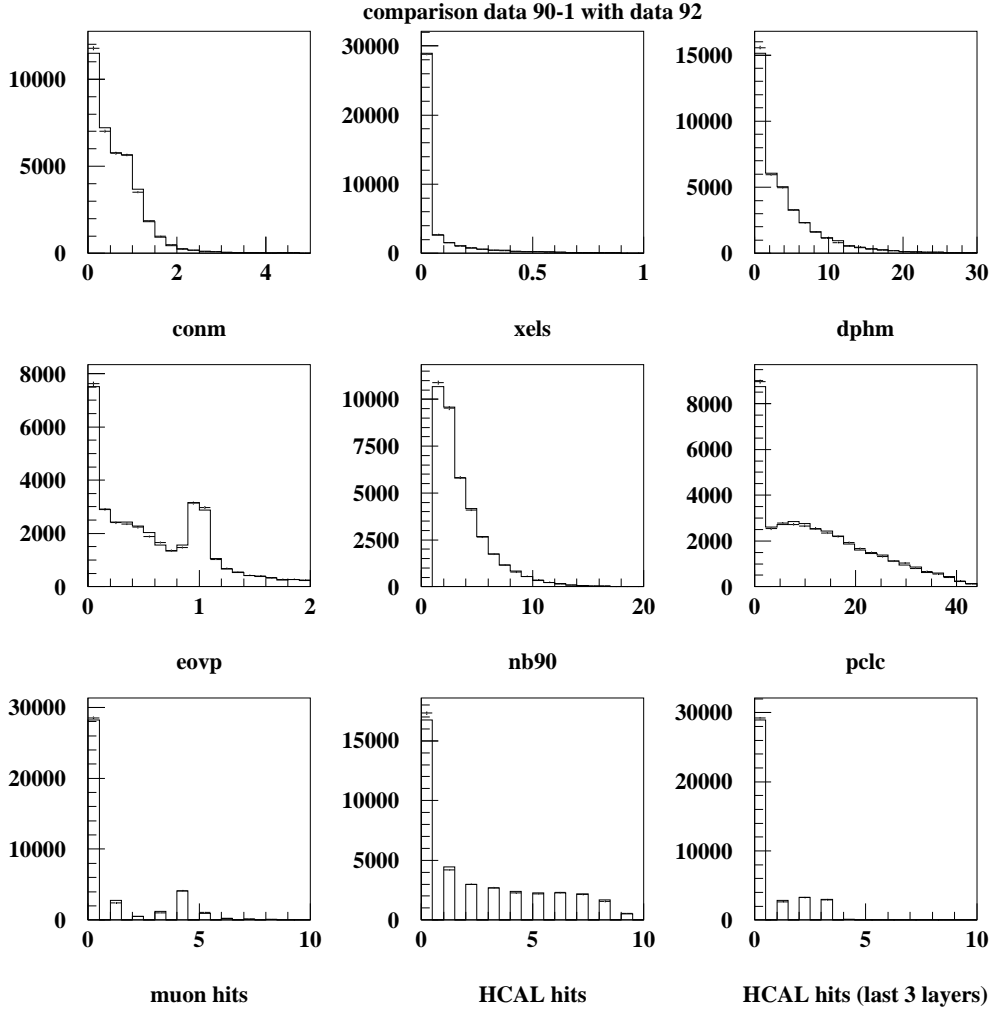 comparison data 90-1 with data 92
10000
5000
0
0 2 4
conm
30000
20000
10000
0
0 0.5 1
xels
15000
10000
5000
0
0 10 20 30
dphm
8000
6000
4000
2000
0
0 1 2
eovp
10000
7500
5000
2500
0
0 10 20
nb90
8000
6000
4000
2000
0
0 20 40
pclc
30000
20000
10000
0
0 5 10
muon hits
15000
10000
5000
0
0 5 10
HCAL hits
30000
20000
10000
0
0 5 10
HCAL hits (last 3 layers)